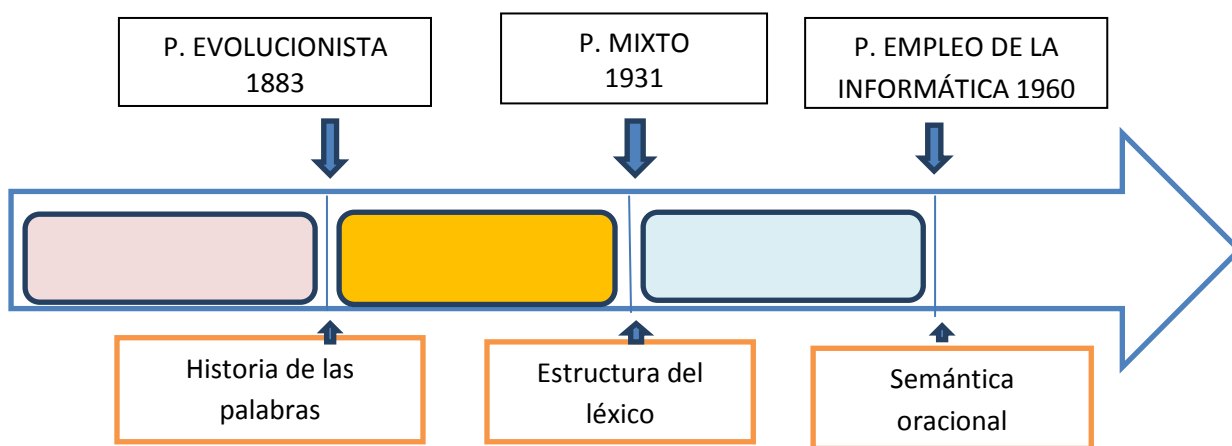 P. EVOLUCIONISTA
1883
P. MIXTO
1931
P. EMPLEO DE LA
INFORMÁTICA 1960
Historia de las
palabras
Estructura del
léxico
Semántica
oracional